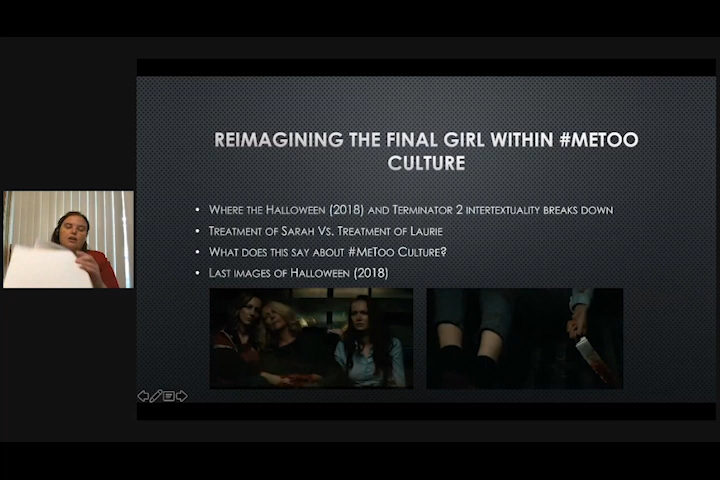 REIMAGINING THE FINAL GIRL WITHIN #METOO
CULTURE
• WHERE THE HALLOWEEN (2018) AND TERMINATOR 2 INTERTEXTUALITY BREAKS DOWN
• TREATMENT OF SARAH VS. TREATMENT OF LAURIE
• WHAT DOES THIS SAY ABOUT #METOO CULTURE?
• LAST IMAGES OF HALLOWEEN (2018)